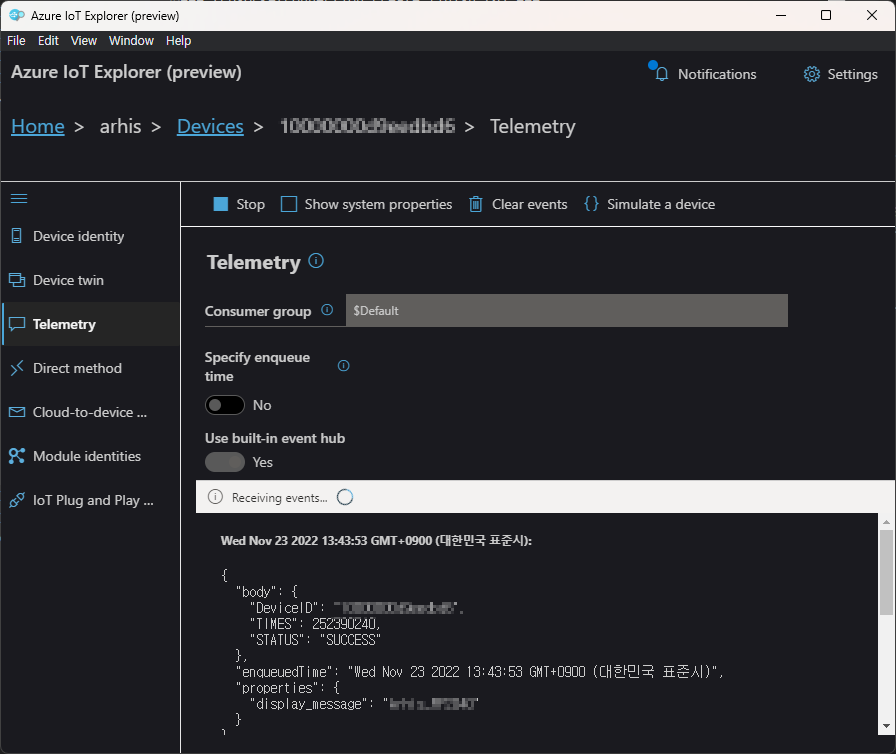 Azure IoT Explorer (preview)
File Edit View Window Help
Azure IoT Explorer (preview)
Notifications
Settings
Home > arhis > Devices > > Telemetry
Stop
Show system properties
Clear events
{} Simulate a device
Device identity
Device twin
Telemetry
Direct method
Cloud-to-device ...
Module identities
IoT Plug and Play ...
Telemetry
Consumer group
$Default
Specify enqueue
time
No
Use built-in event hub
Yes
Receiving events...
Wed Nov 23 2022 13:43:53 GMT+0900 (대한민국 표준시):
{
"body": {
"DeviceID": "",
"TIMES": 252390240,
"STATUS": "SUCCESS"
},
"enqueuedTime": "Wed Nov 23 2022 13:43:53 GMT+0900 (대한민국 표준시)",
"properties": {
"display_message": ""
}
}